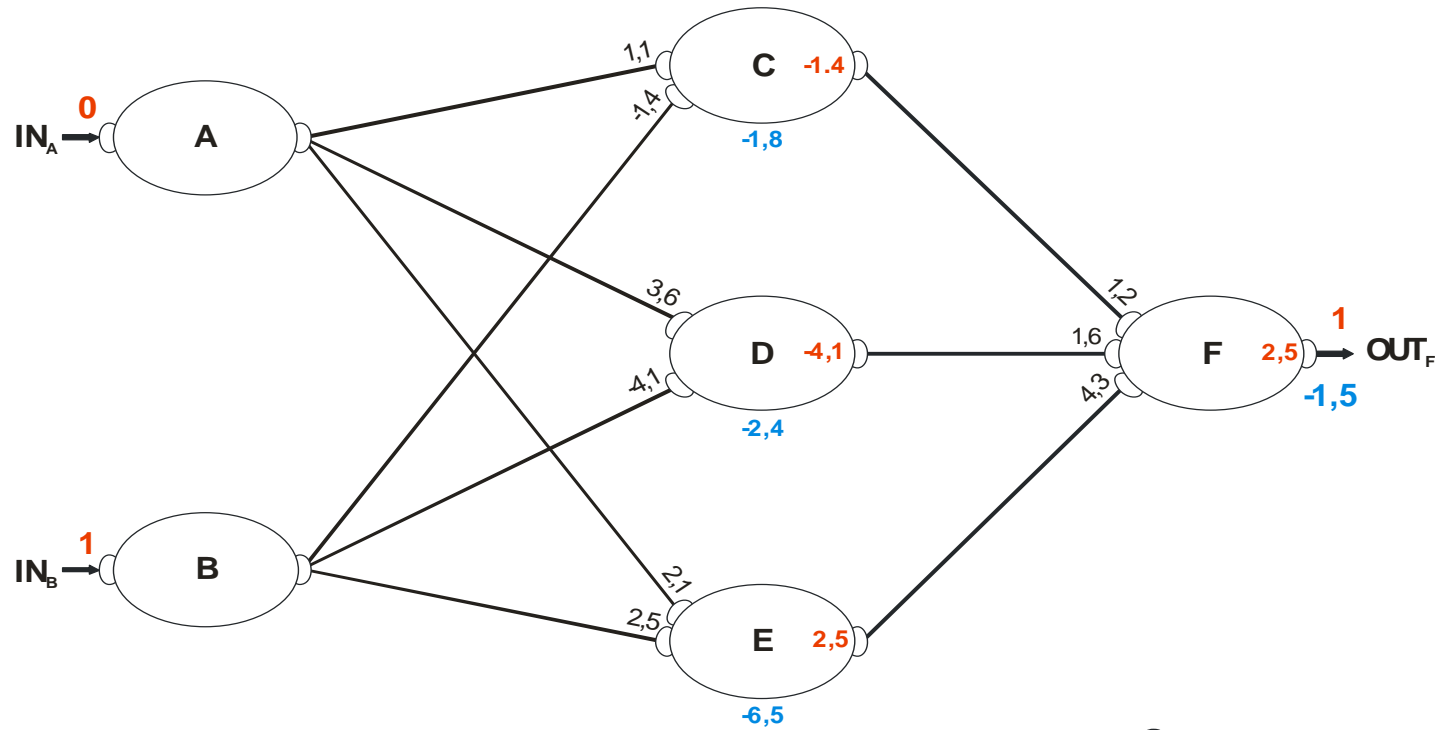 1,1
C -1.4
-1,4
-1,8
0
IN_A A
3,6
1,2
1
D -4,1
1,6
F 2,5 OUT_F
-4,1
4,3
-1,5
-2,4
1
IN_B B
2,1
2,5
E 2,5
-6,5